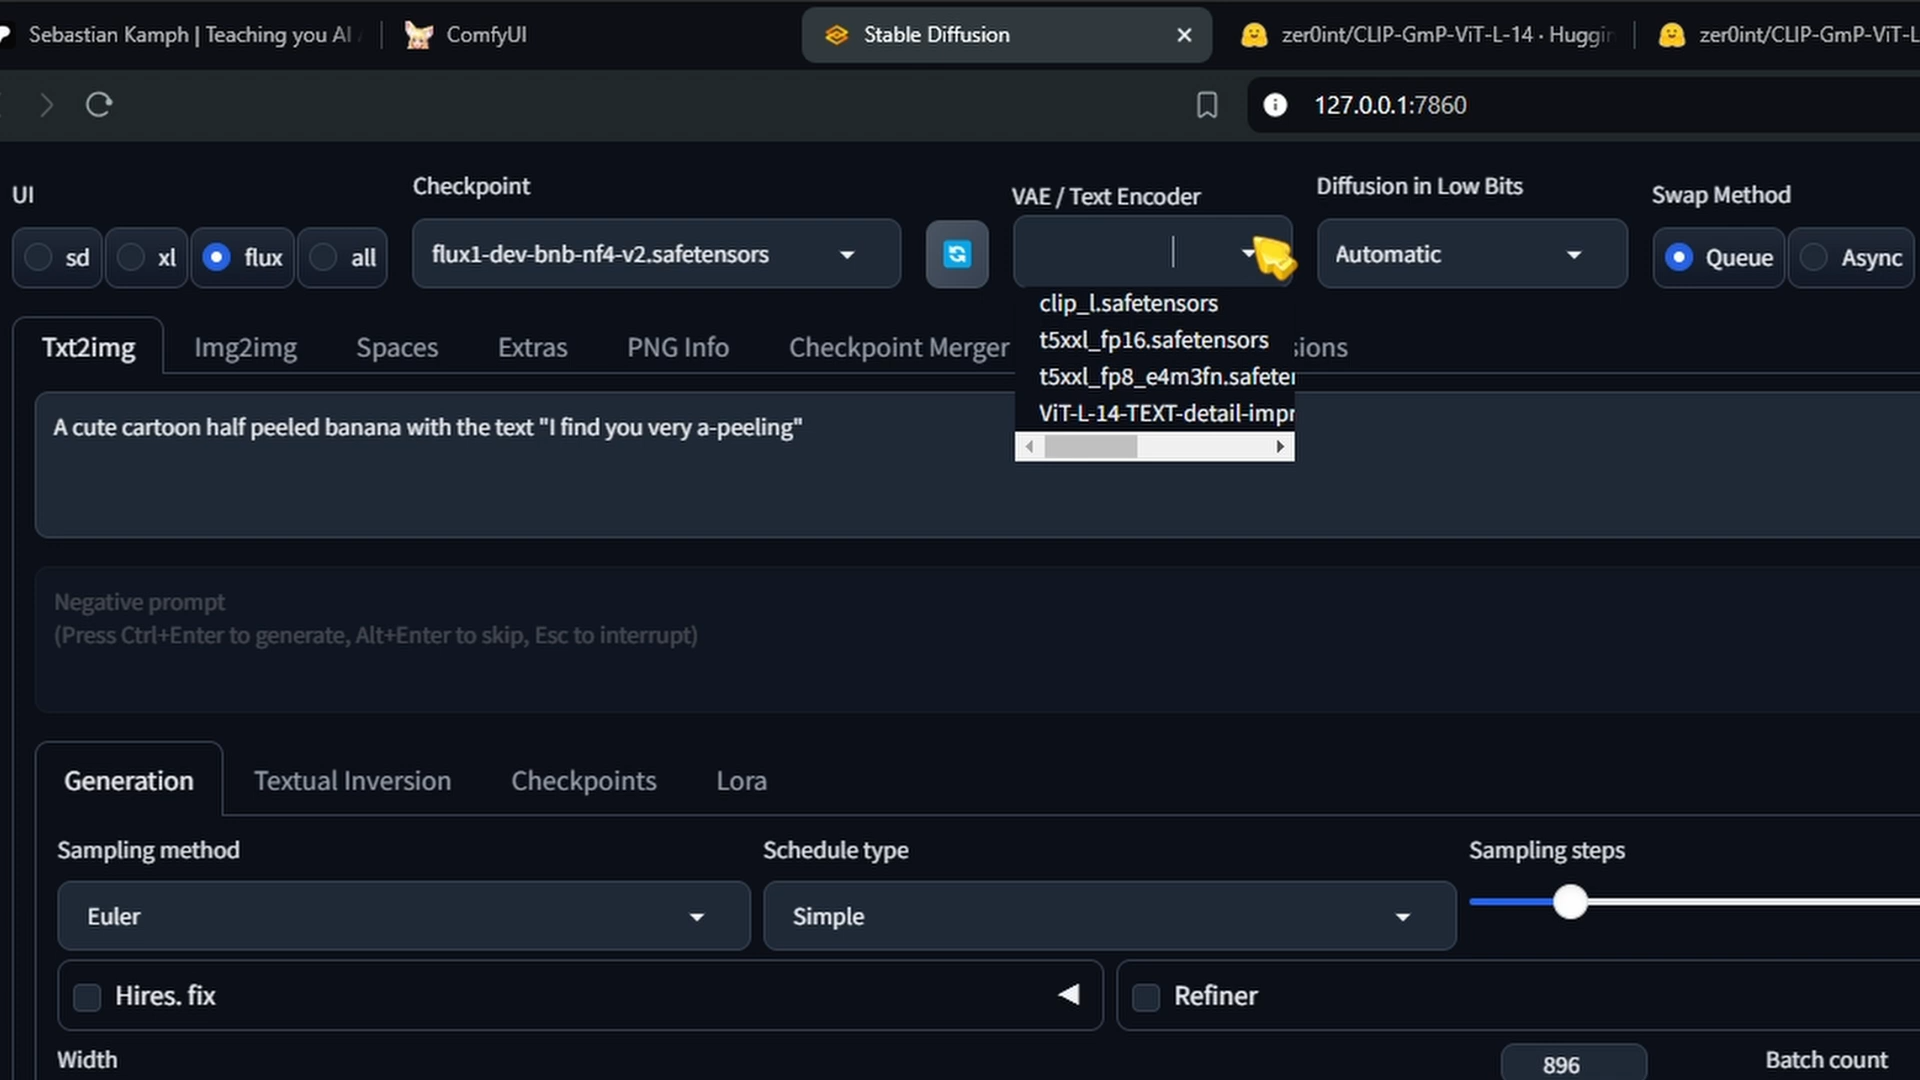 Sebastian Kamph | Teaching you AI
ComfyUI
Stable Diffusion
zer0int/CLIP-GmP-ViT-L-14 · Huggin
zer0int/CLIP-GmP-ViT-L
127.0.0.1:7860
UI
Checkpoint
VAE / Text Encoder
Diffusion in Low Bits
Swap Method
sd
xl
flux
all
flux1-dev-bnb-nf4-v2.safetensors
Automatic
Queue
Async
clip_l.safetensors
t5xxl_fp16.safetensors
t5xxl_fp8_e4m3fn.safeten
ViT-L-14-TEXT-detail-impr
Txt2img
Img2img
Spaces
Extras
PNG Info
Checkpoint Merger
sions
A cute cartoon half peeled banana with the text "I find you very a-peeling"
Negative prompt
(Press Ctrl+Enter to generate, Alt+Enter to skip, Esc to interrupt)
Generation
Textual Inversion
Checkpoints
Lora
Sampling method
Schedule type
Sampling steps
Euler
Simple
Hires. fix
Refiner
Width
896
Batch count